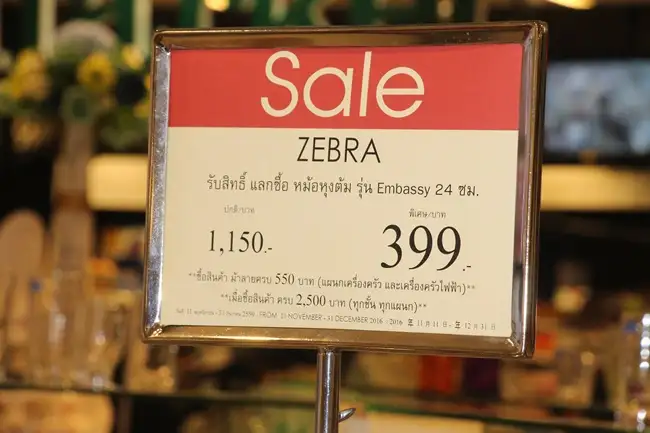 Sale
ZEBRA
รับสิทธิ์ แลกซื้อ หม้อหุงต้ม รุ่น Embassy 24 ซม.
ปกติ/บาท พิเศษ/บาท
1,150.- 399.-
**ซื้อสินค้า ม้าลายครบ 550 บาท (แผนกเครื่องครัว และเครื่องครัวไฟฟ้า)**
**เมื่อซื้อสินค้า ครบ 2,500 บาท (ทุกชั้น ทุกแผนก)**
FROM NOVEMBER - 31 DECEMBER 2016